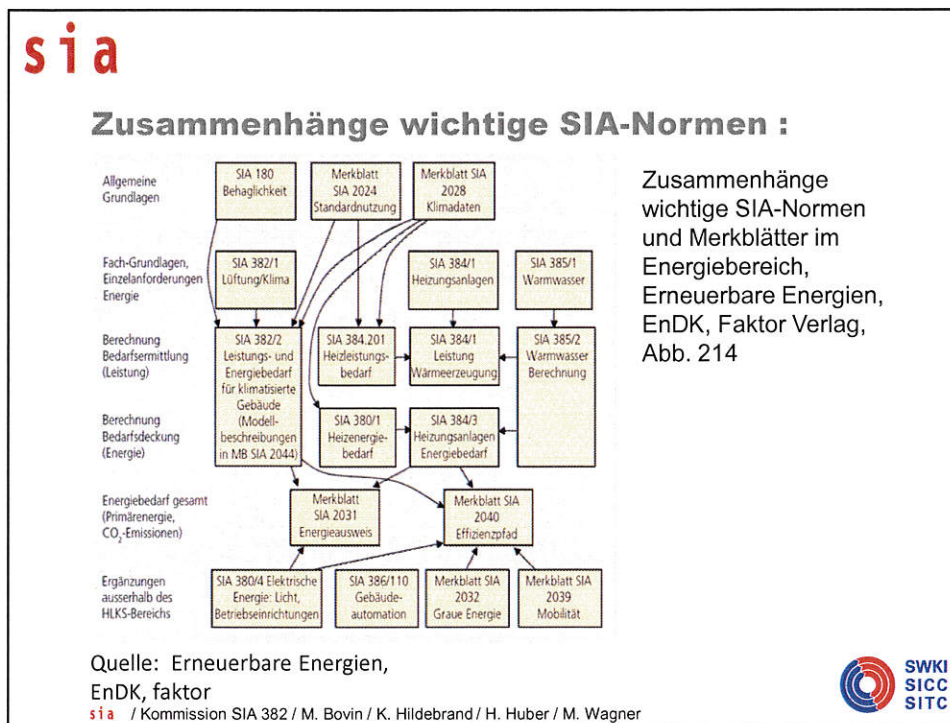 sia
Zusammenhänge wichtige SIA-Normen :
Allgemeine
Grundlagen
SIA 180
Behaglichkeit
Merkblatt
SIA 2024
Standardnutzung
Merkblatt SIA
2028
Klimadaten
Zusammenhänge
wichtige SIA-Normen
und Merkblätter im
Energiebereich,
Erneuerbare Energien,
EnDK, Faktor Verlag,
Abb. 214
Fach-Grundlagen,
Einzelanforderungen
Energie
SIA 382/1
Lüftung/Klima
SIA 384/1
Heizungsanlagen
SIA 385/1
Warmwasser
Berechnung
Bedarfsermittlung
(Leistung)
SIA 382/2
Leistungs- und
Energiebedarf
für klimatisierte
Gebäude
(Modell-
beschreibungen
in MB SIA 2044)
SIA 384.201
Heizleistungs-
bedarf
SIA 384/1
Leistung
Wärmeerzeugung
SIA 385/2
Warmwasser
Berechnung
Berechnung
Bedarfsdeckung
(Energie)
SIA 380/1
Heizenergie-
bedarf
SIA 384/3
Heizungsanlagen
Energiebedarf
Energiebedarf gesamt
(Primärenergie,
CO₂-Emissionen)
Merkblatt
SIA 2031
Energieausweis
Merkblatt SIA
2040
Effizienzpfad
Ergänzungen
ausserhalb des
HLKS-Bereichs
SIA 380/4 Elektrische
Energie: Licht,
Betriebseinrichtungen
SIA 386/110
Gebäude-
automation
Merkblatt SIA
2032
Graue Energie
Merkblatt SIA
2039
Mobilität
Quelle: Erneuerbare Energien,
EnDK, faktor
sia / Kommission SIA 382 / M. Bovin / K. Hildebrand / H. Huber / M. Wagner
SWKI
SICC
SITC